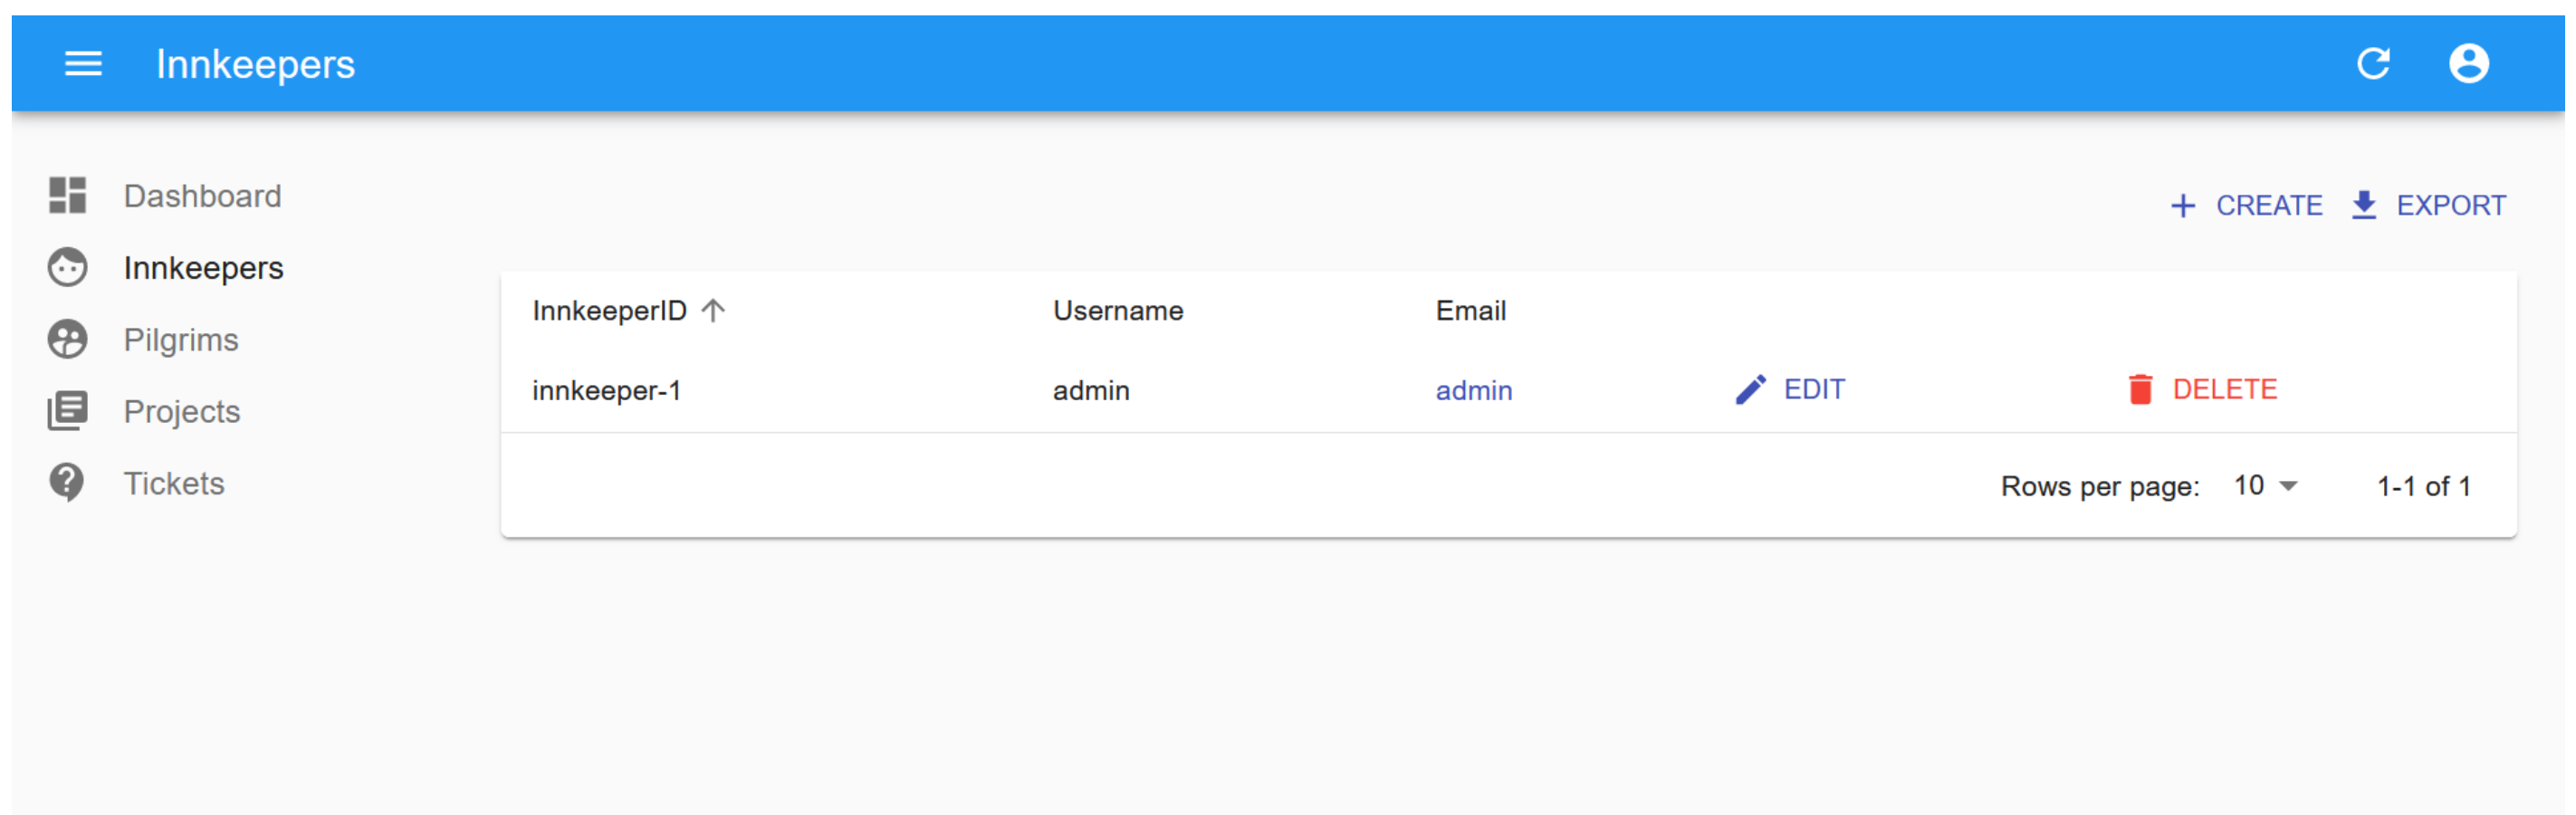 Innkeepers
Dashboard
Innkeepers
Pilgrims
Projects
Tickets
CREATE EXPORT
InnkeeperID Username Email
innkeeper-1 admin admin EDIT DELETE
Rows per page: 10 1-1 of 1